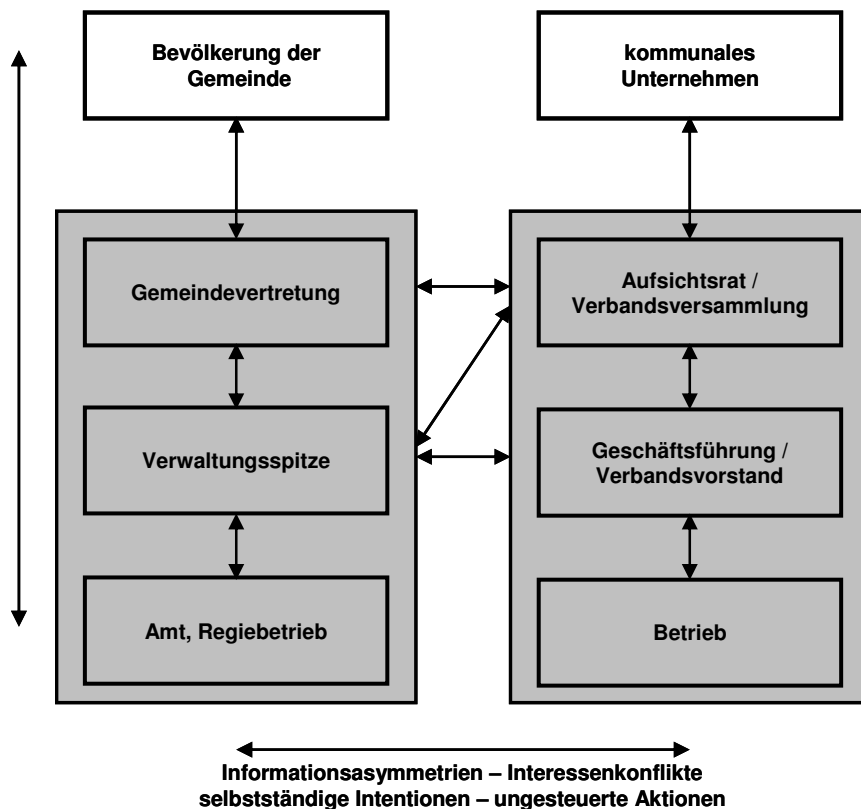 Bevölkerung der
Gemeinde
kommunales
Unternehmen
Gemeindevertretung
Aufsichtsrat /
Verbandsversammlung
Verwaltungsspitze
Geschäftsführung /
Verbandsvorstand
Amt, Regiebetrieb
Betrieb
Informationsasymmetrien – Interessenkonflikte
selbstständige Intentionen – ungesteuerte Aktionen